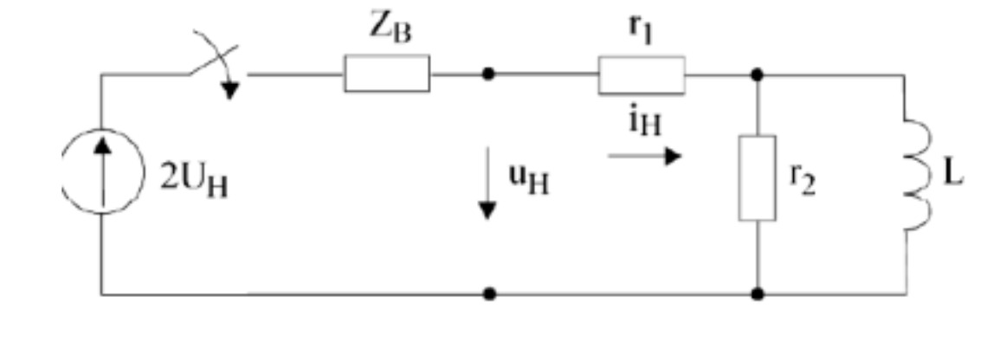 Z_B
r_1
i_H
2U_H
u_H
r_2
L